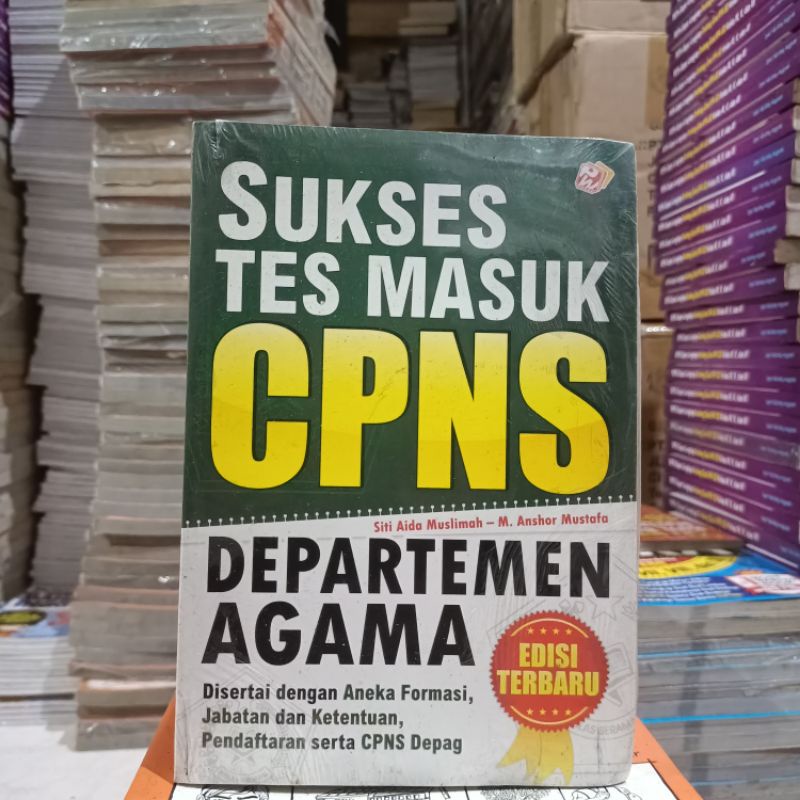 SUKSES
TES MASUK
CPNS
Siti Aida Muslimah – M. Anshor Mustafa
DEPARTEMEN
AGAMA
EDISI
TERBARU
Disertai dengan Aneka Formasi,
Jabatan dan Ketentuan,
Pendaftaran serta CPNS Depag